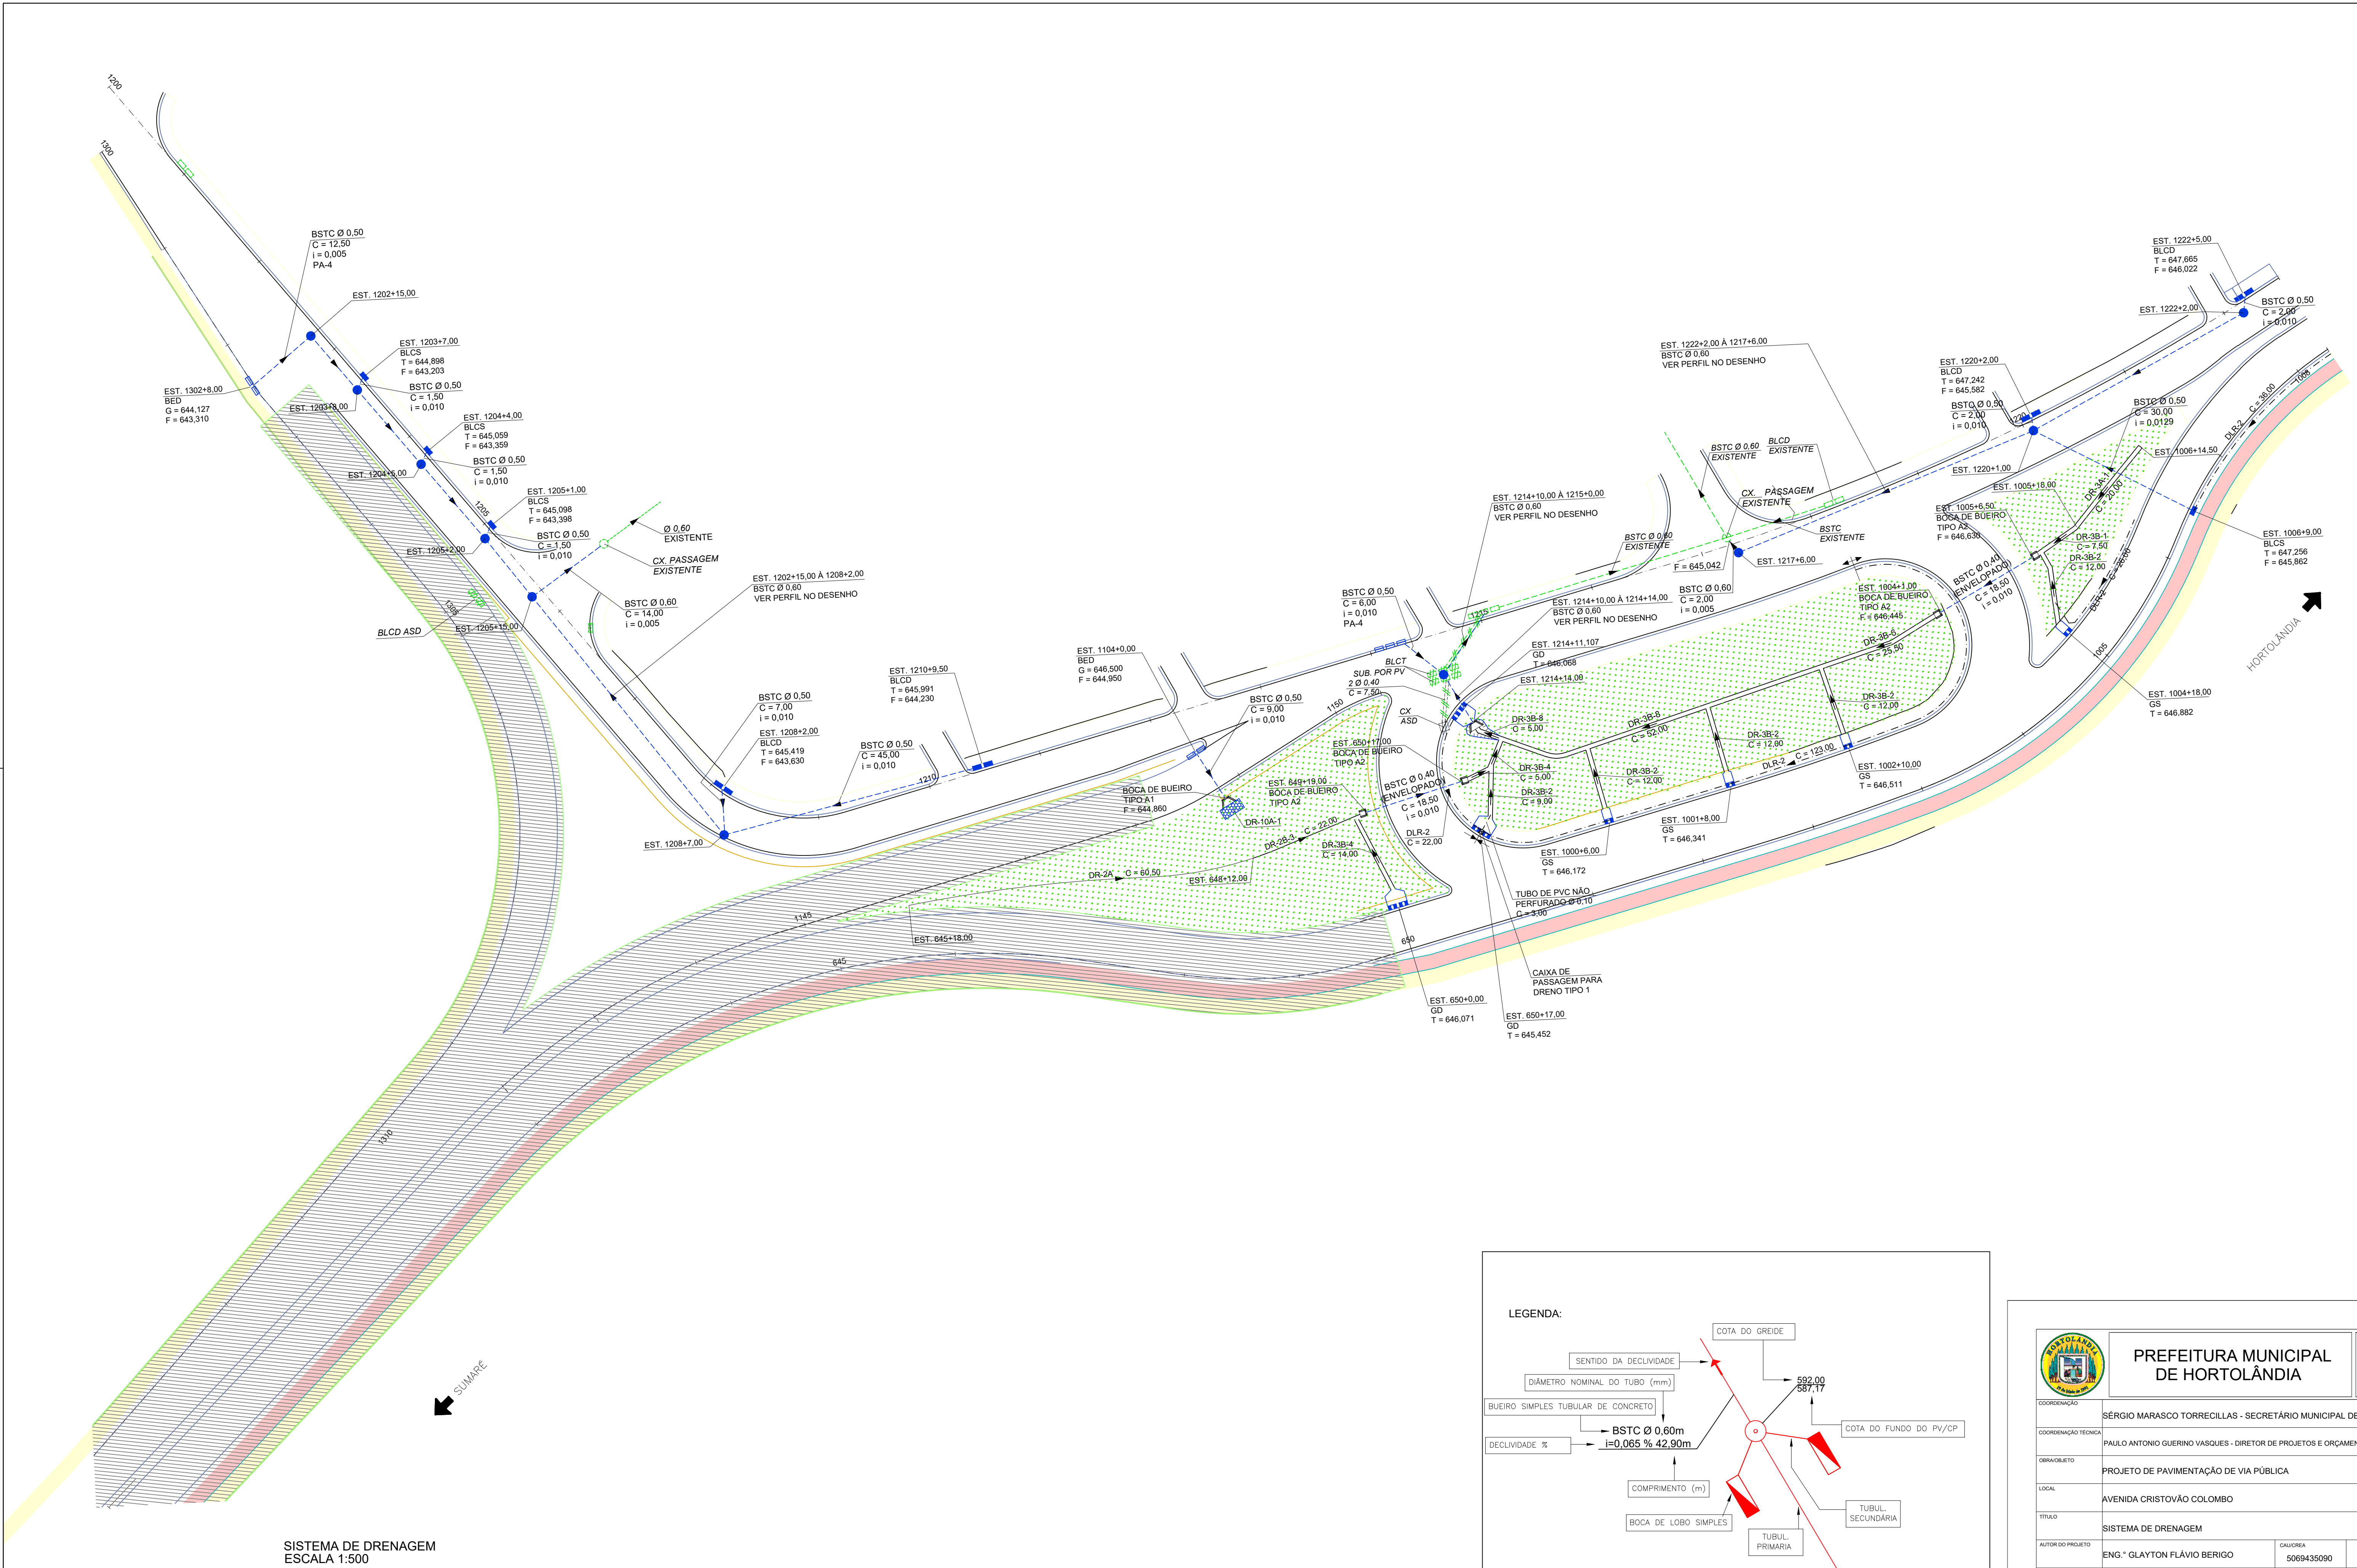 1200
1300
BSTC Ø 0,50
C = 12,50
i = 0,005
PA-4
EST. 1202+15,00
EST. 1203+7,00
BLCS
T = 644,898
F = 643,203
BSTC Ø 0,50
C = 1,50
i = 0,010
EST. 1302+8,00
BED
G = 644,127
F = 643,310
EST. 1203+8,00
EST. 1204+4,00
BLCS
T = 645,059
F = 643,359
BSTC Ø 0,50
C = 1,50
i = 0,010
EST. 1204+5,00
1205
EST. 1205+1,00
BLCS
T = 645,098
F = 643,398
BSTC Ø 0,50
C = 1,50
i = 0,010
EST. 1205+2,00
Ø 0,60
EXISTENTE
CX. PASSAGEM
EXISTENTE
EST. 1202+15,00 À 1208+2,00
BSTC Ø 0,60
VER PERFIL NO DESENHO
BSTC Ø 0,60
C = 14,00
i = 0,005
1305
BLCD ASD
EST. 1205+15,00
BSTC Ø 0,50
C = 7,00
i = 0,010
EST. 1208+2,00
BLCD
T = 645,419
F = 643,630
EST. 1208+7,00
BSTC Ø 0,50
C = 45,00
i = 0,010
EST. 1210+9,50
BLCD
T = 645,991
F = 644,230
1210
EST. 1104+0,00
BED
G = 646,500
F = 644,950
BSTC Ø 0,50
C = 9,00
i = 0,010
BOCA DE BUEIRO
TIPO A1
F = 644,860
DR-10A-1
1150
EST. 649+19,00
BOCA DE BUEIRO
TIPO A2
DR-2B-3
C = 22,00
DR-3B-4
C = 14,00
DR-2A
C = 60,50
EST. 648+12,00
EST. 645+18,00
1145
645
650
1310
BSTC Ø 0,50
C = 6,00
i = 0,010
PA-4
BLCT
SUB. POR PV
2 Ø 0,40
C = 7,50
CX
ASD
EST. 650+17,00
BOCA DE BUEIRO
TIPO A2
BSTC Ø 0,40
(ENVELOPADO)
C = 18,50
i = 0,010
DLR-2
C = 22,00
EST. 1214+10,00 À 1215+0,00
BSTC Ø 0,60
VER PERFIL NO DESENHO
1215
EST. 1214+10,00 À 1214+14,00
BSTC Ø 0,60
VER PERFIL NO DESENHO
EST. 1214+11,107
GD
T = 646,068
EST. 1214+14,00
DR-3B-8
C = 5,00
DR-3B-4
C = 5,00
DR-3B-2
C = 9,00
DR-3B-8
C = 52,00
DR-3B-2
C = 12,00
DR-3B-2
C = 12,00
DR-3B-2
C = 12,00
DR-3B-6
C = 25,50
DLR-2
C = 123,00
EST. 1000+6,00
GS
T = 646,172
EST. 1001+8,00
GS
T = 646,341
EST. 1002+10,00
GS
T = 646,511
TUBO DE PVC NÃO
PERFURADO Ø 0,10
C = 3,00
CAIXA DE
PASSAGEM PARA
DRENO TIPO 1
EST. 650+0,00
GD
T = 646,071
EST. 650+17,00
GD
T = 645,452
BSTC Ø 0,60
EXISTENTE
BSTC Ø 0,60
EXISTENTE
BLCD
EXISTENTE
CX. PASSAGEM
EXISTENTE
BSTC
EXISTENTE
F = 645,042
EST. 1217+6,00
BSTC Ø 0,60
C = 2,00
i = 0,005
EST. 1222+2,00 À 1217+6,00
BSTC Ø 0,60
VER PERFIL NO DESENHO
EST. 1222+5,00
BLCD
T = 647,665
F = 646,022
EST. 1222+2,00
BSTC Ø 0,50
C = 2,00
i = 0,010
EST. 1220+2,00
BLCD
T = 647,242
F = 645,582
BSTC Ø 0,50
C = 2,00
i = 0,010
1220
EST. 1220+1,00
BSTC Ø 0,50
C = 30,00
i = 0,0129
DLR-2
C = 36,00
1008
EST. 1006+14,50
DR-3A-1
C = 20,00
EST. 1005+16,00
EST. 1005+6,50
BOCA DE BUEIRO
TIPO A2
F = 646,630
DR-3B-1
C = 7,50
DR-3B-2
C = 12,00
DLR-2
C = 26,00
BSTC Ø 0,40
(ENVELOPADO)
C = 18,50
i = 0,010
EST. 1004+1,00
BOCA DE BUEIRO
TIPO A2
F = 646,445
EST. 1006+9,00
BLCS
T = 647,256
F = 645,862
EST. 1004+18,00
GS
T = 646,882
1005
HORTOLÂNDIA
SUMARÉ
SISTEMA DE DRENAGEM
ESCALA 1:500
LEGENDA:
COTA DO GREIDE
SENTIDO DA DECLIVIDADE
DIÂMETRO NOMINAL DO TUBO (mm)
592,00
587,17
BUEIRO SIMPLES TUBULAR DE CONCRETO
BSTC Ø 0,60m
i=0,065 % 42,90m
DECLIVIDADE %
COTA DO FUNDO DO PV/CP
COMPRIMENTO (m)
BOCA DE LOBO SIMPLES
TUBUL.
SECUNDÁRIA
TUBUL.
PRIMARIA
HORTOLÂNDIA
PREFEITURA MUNICIPAL
DE HORTOLÂNDIA
COORDENAÇÃO
SÉRGIO MARASCO TORRECILLAS - SECRETÁRIO MUNICIPAL DE
COORDENAÇÃO TÉCNICA
PAULO ANTONIO GUERINO VASQUES - DIRETOR DE PROJETOS E ORÇAMEN
OBRA/OBJETO
PROJETO DE PAVIMENTAÇÃO DE VIA PÚBLICA
LOCAL
AVENIDA CRISTOVÃO COLOMBO
TÍTULO
SISTEMA DE DRENAGEM
AUTOR DO PROJETO
ENG.° GLAYTON FLÁVIO BERIGO
CAU/CREA
5069435090